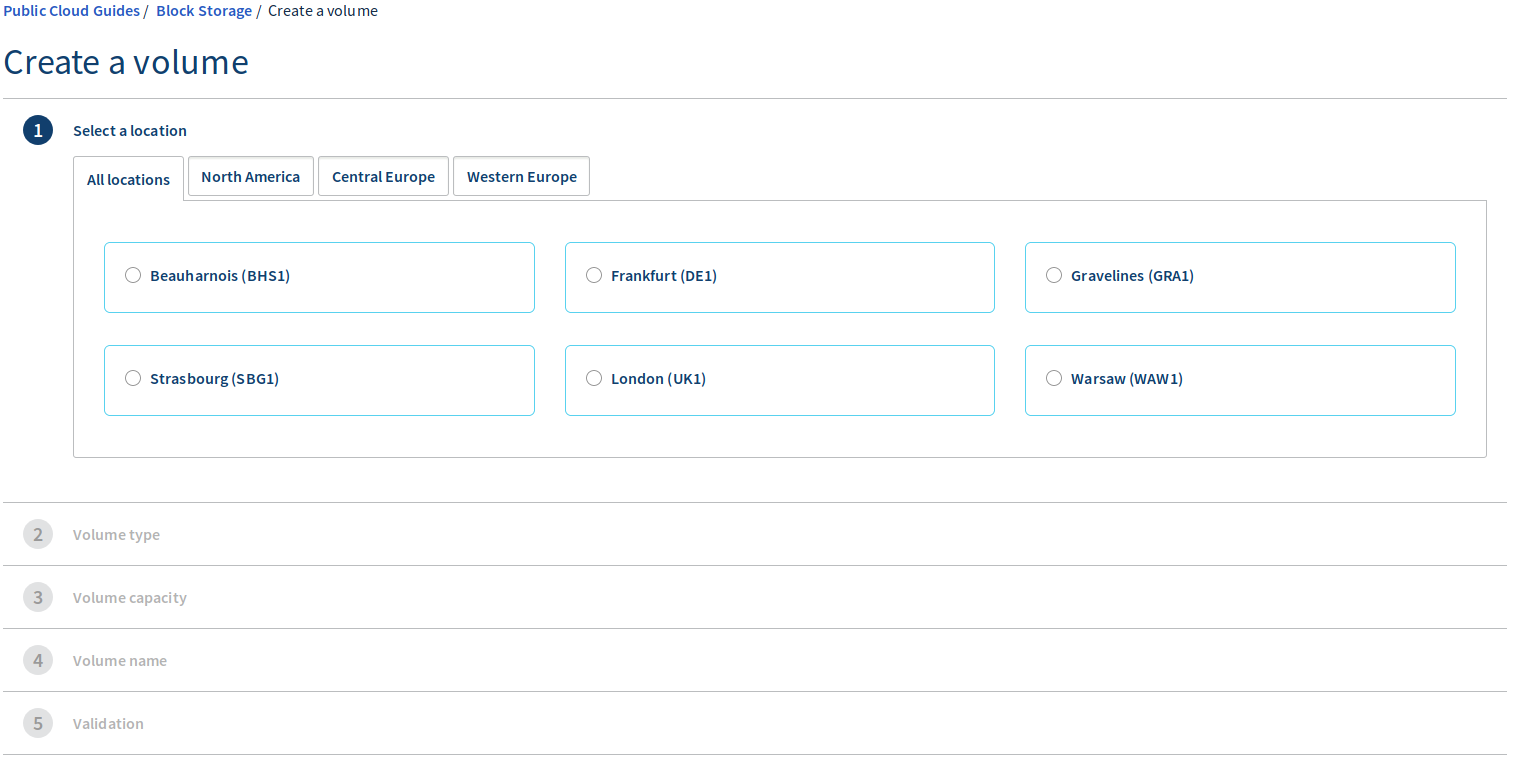 Public Cloud Guides / Block Storage / Create a volume
Create a volume
1 Select a location
All locations North America Central Europe Western Europe
Beauharnois (BHS1) Frankfurt (DE1) Gravelines (GRA1)
Strasbourg (SBG1) London (UK1) Warsaw (WAW1)
2 Volume type
3 Volume capacity
4 Volume name
5 Validation